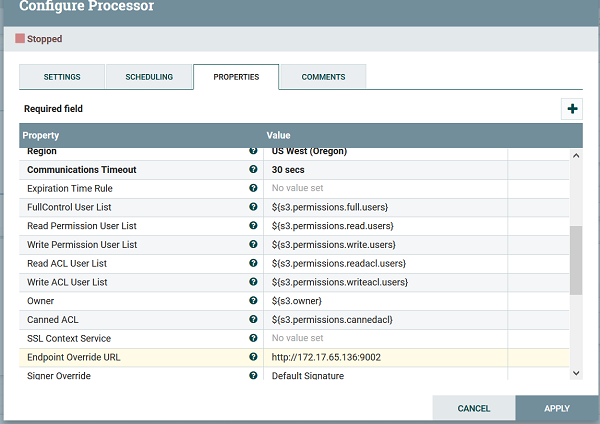 Configure Processor
Stopped
SETTINGS SCHEDULING PROPERTIES COMMENTS
Required field
Property Value
Region US West (Oregon)
Communications Timeout 30 secs
Expiration Time Rule No value set
FullControl User List ${s3.permissions.full.users}
Read Permission User List ${s3.permissions.read.users}
Write Permission User List ${s3.permissions.write.users}
Read ACL User List ${s3.permissions.readacl.users}
Write ACL User List ${s3.permissions.writeacl.users}
Owner ${s3.owner}
Canned ACL ${s3.permissions.cannedacl}
SSL Context Service No value set
Endpoint Override URL http://172.17.65.136:9002
Signer Override Default Signature
CANCEL APPLY